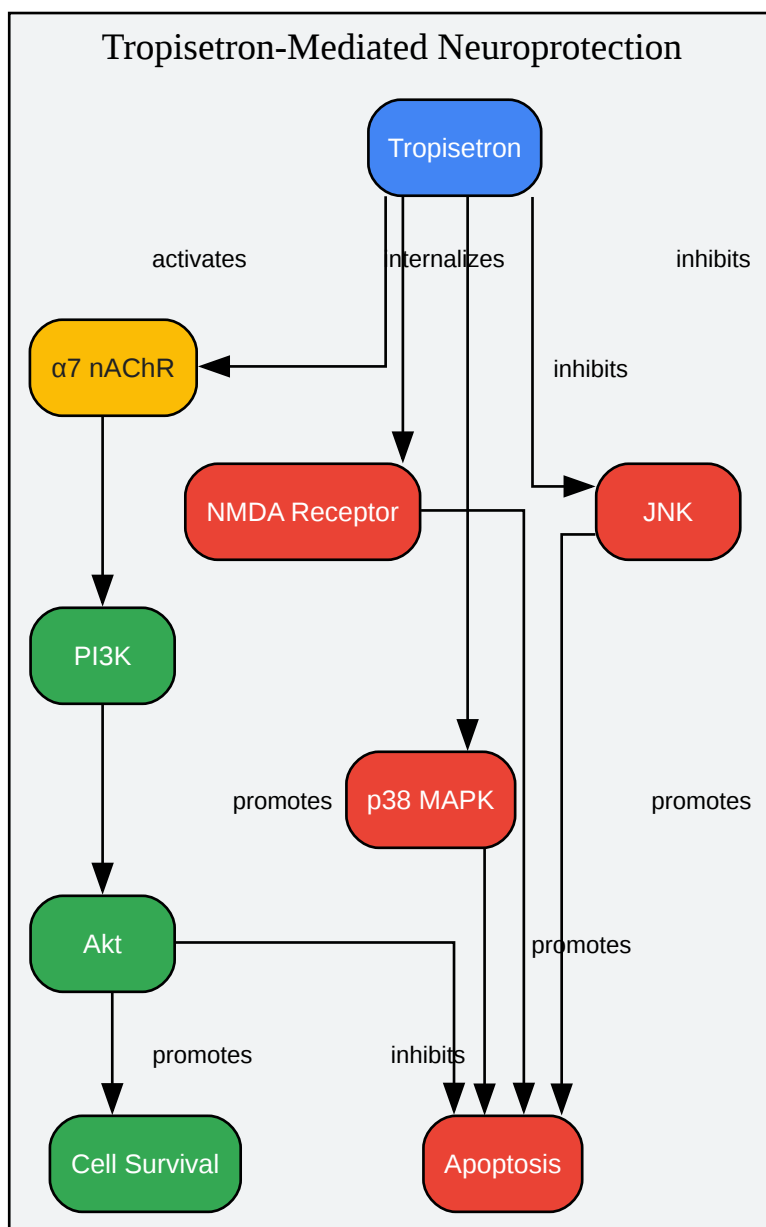 Tropisetron-Mediated Neuroprotection
Tropisetron
activates
internalizes
inhibits
α7 nAChR
inhibits
NMDA Receptor
JNK
PI3K
promotes
p38 MAPK
promotes
Akt
promotes
promotes
inhibits
Cell Survival
Apoptosis